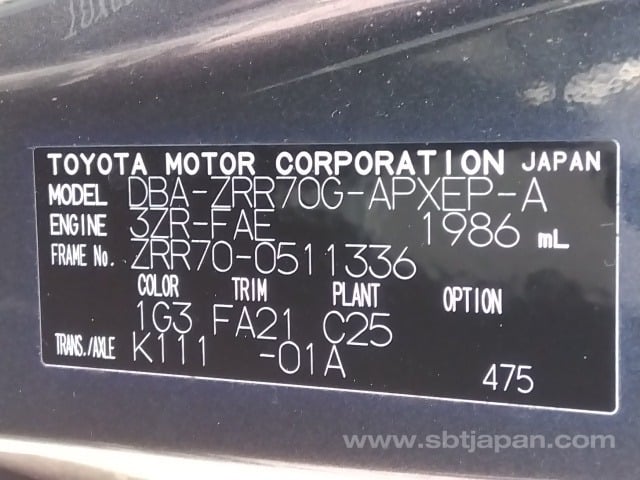 TOYOTA MOTOR CORPORATION JAPAN
MODEL DBA-ZRR70G-APXEP-A
ENGINE 3ZR-FAE 1986 mL
FRAME No. ZRR70-0511336
COLOR TRIM PLANT OPTION
1G3 FA21 C25
TRANS./AXLE K111 -01A 475
www.sbtjapan.com